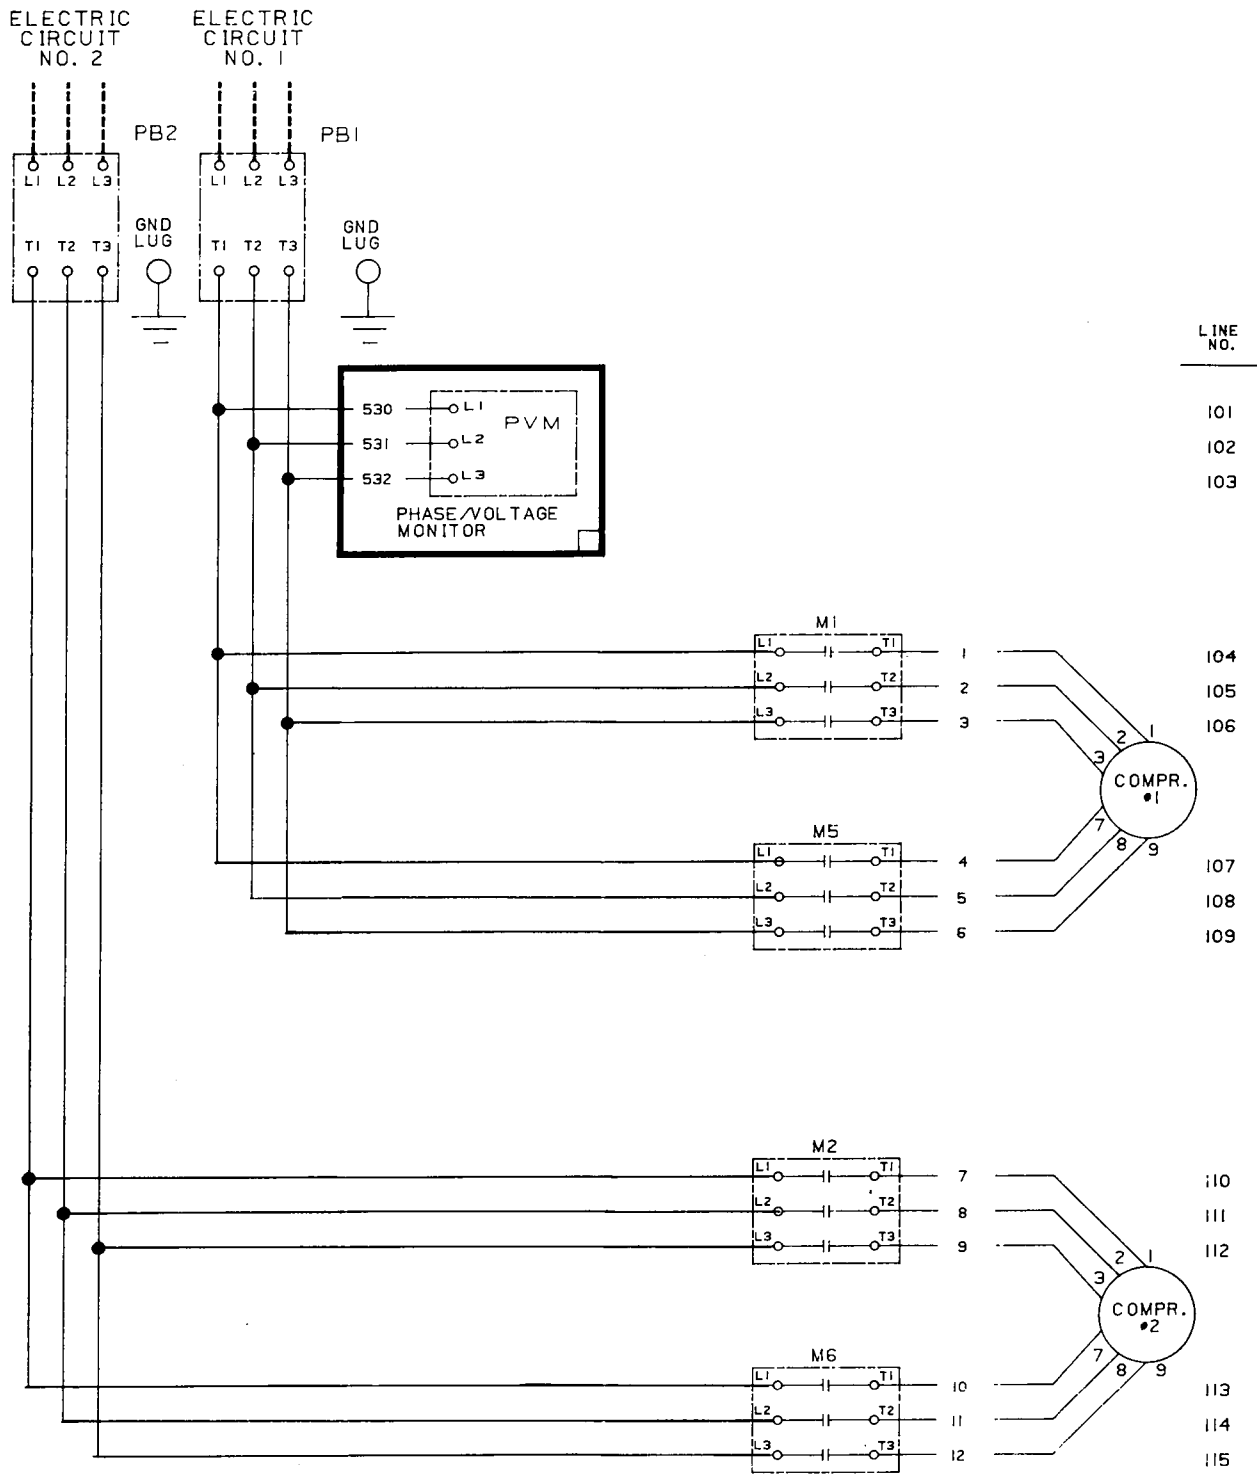 ELECTRIC CIRCUIT NO. 2
ELECTRIC CIRCUIT NO. 1
PB2
PB1
L1 L2 L3
L1 L2 L3
GND LUG
GND LUG
T1 T2 T3
T1 T2 T3
LINE NO.
530 L1 PVM 101
531 L2 102
532 L3 103
PHASE/VOLTAGE
MONITOR
M1
L1 T1 1 104
L2 T2 2 105
L3 T3 3 106
1
2
3
COMPR.
#1
7
8
9
M5
L1 T1 4 107
L2 T2 5 108
L3 T3 6 109
M2
L1 T1 7 110
L2 T2 8 111
L3 T3 9 112
1
2
3
COMPR.
#2
7
8
9
M6
L1 T1 10 113
L2 T2 11 114
L3 T3 12 115